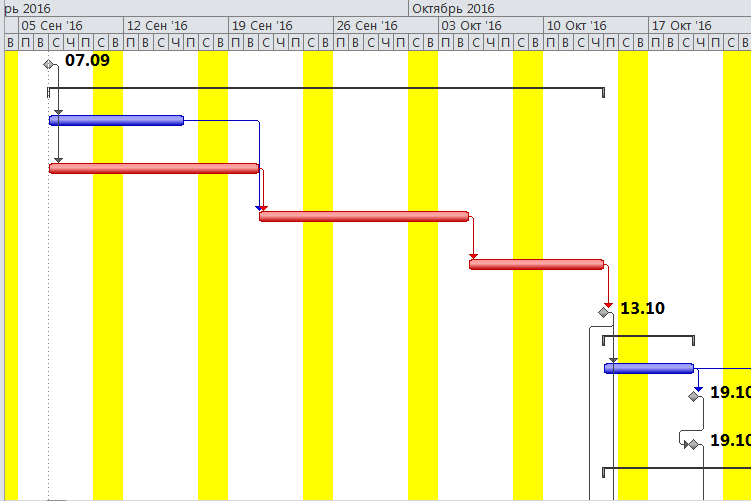 рь 2016 Октябрь 2016
05 Сен '16 12 Сен '16 19 Сен '16 26 Сен '16 03 Окт '16 10 Окт '16 17 Окт '16
В П В С Ч П С В П В С Ч П С В П В С Ч П С В П В С Ч П С В П В С Ч П С В П В С Ч П С В П В С Ч П С В
07.09
13.10
19.10
19.10